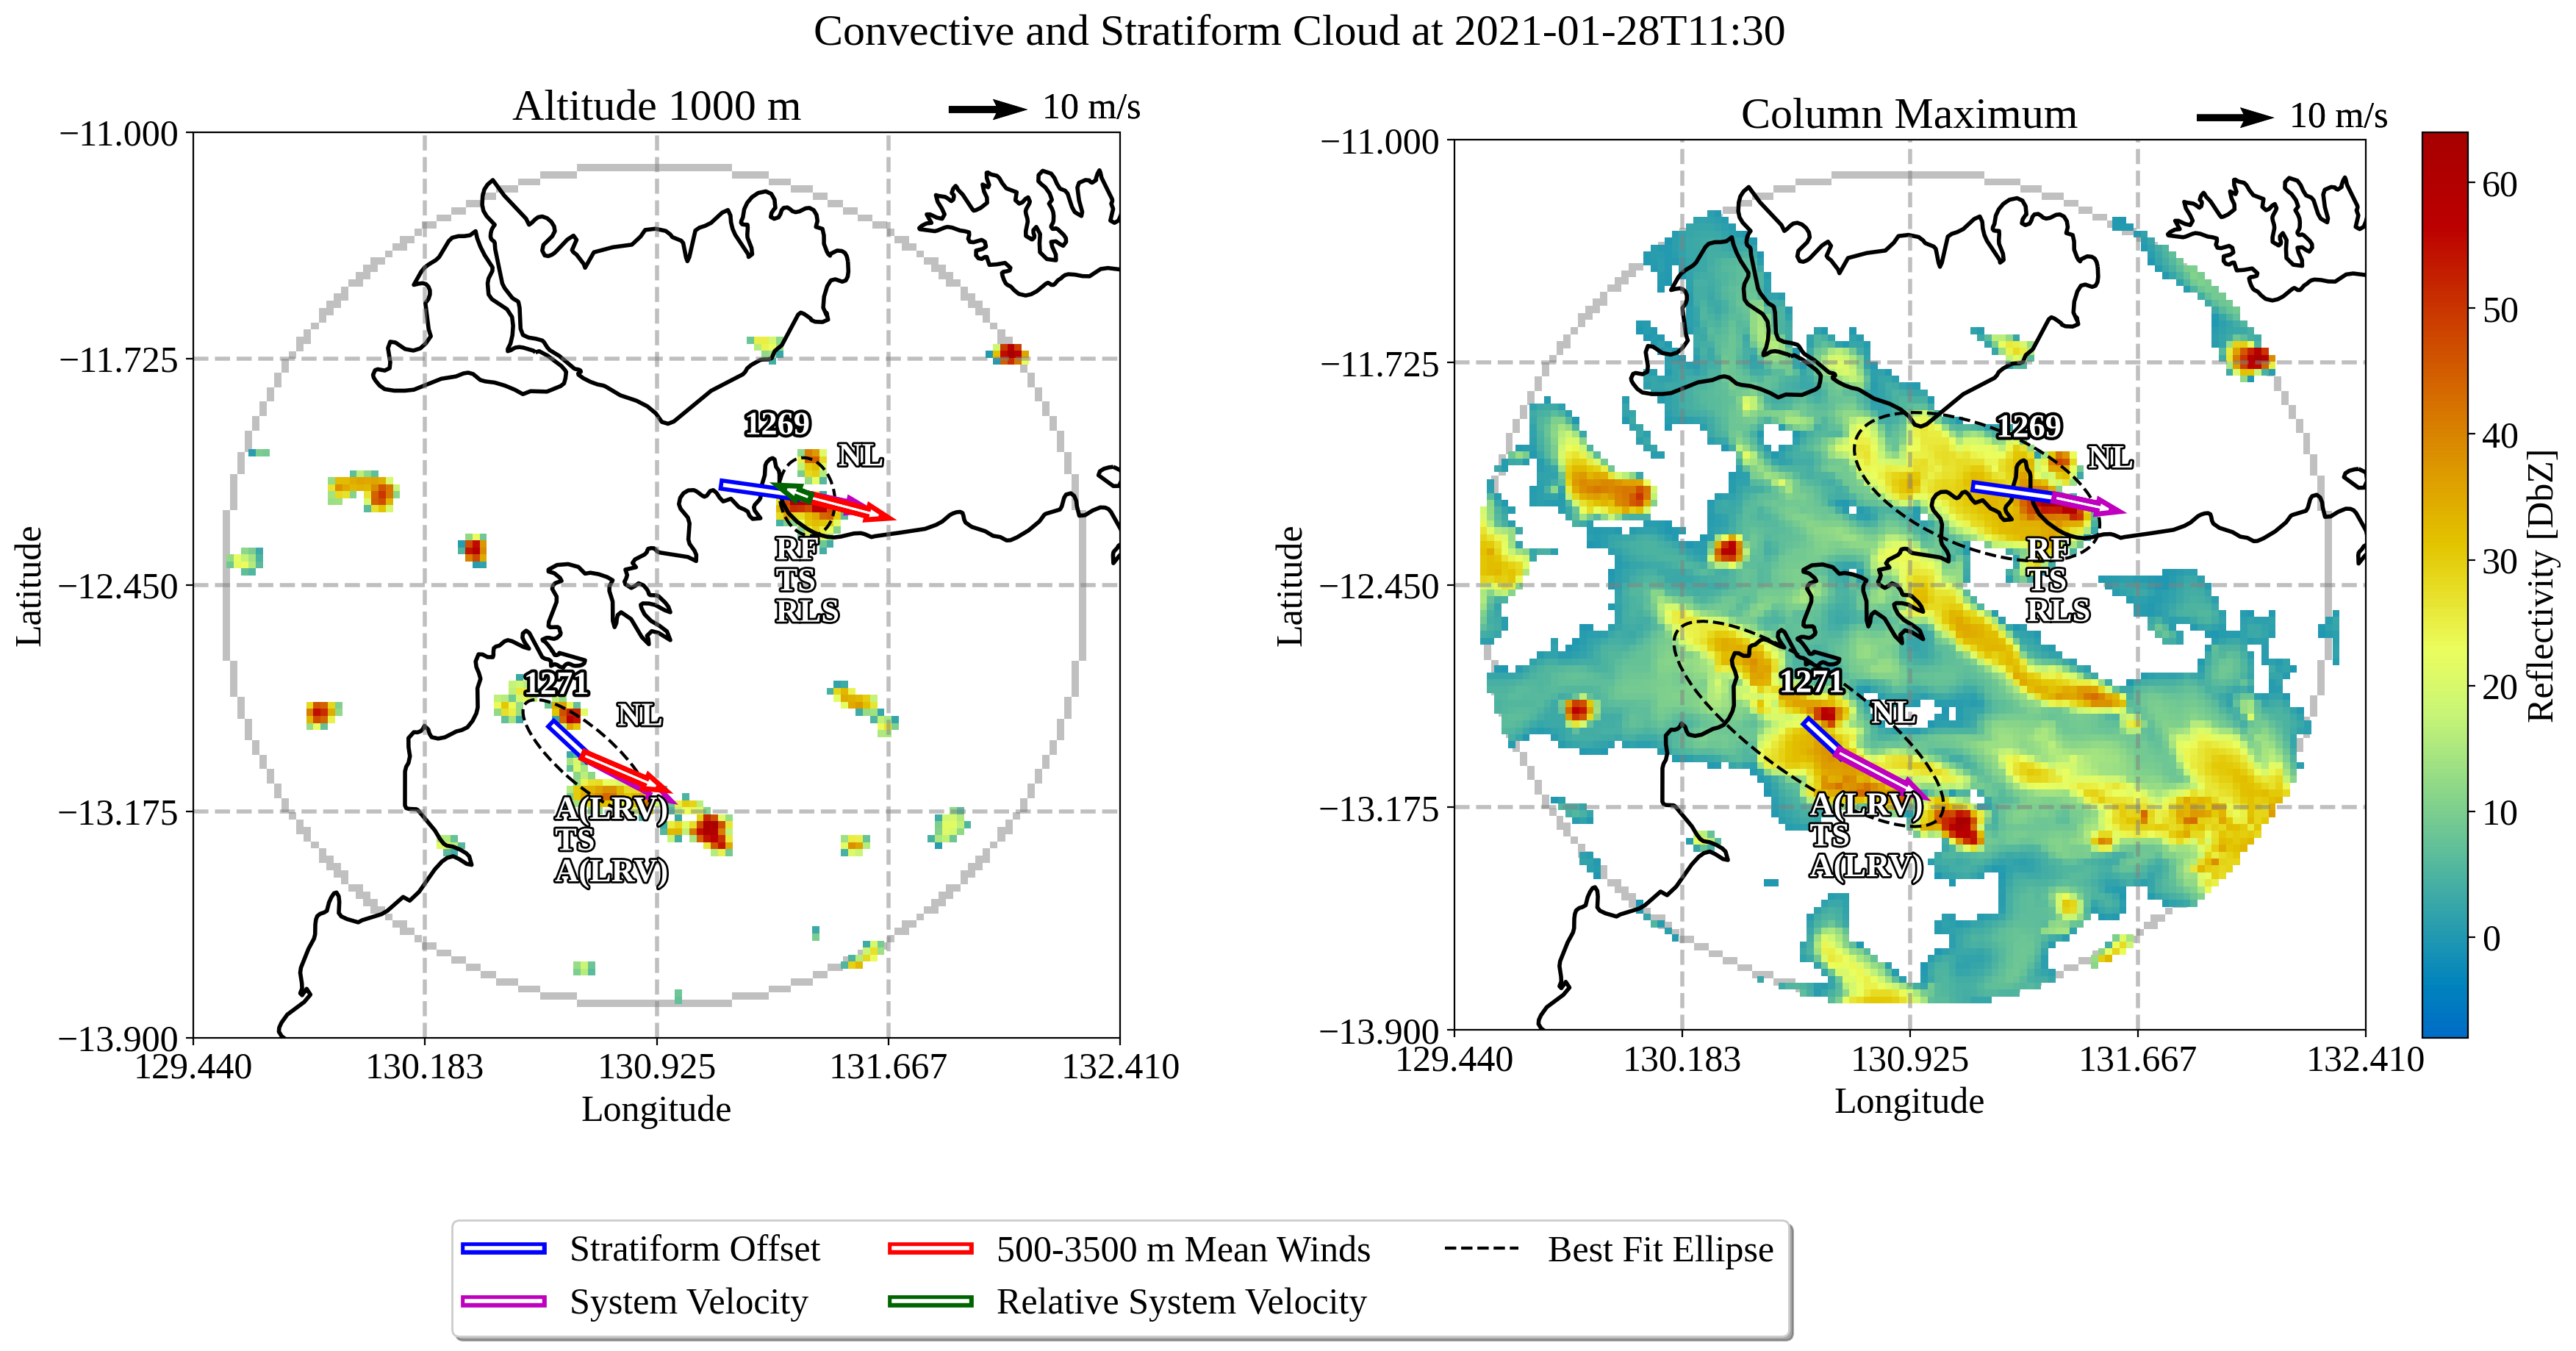 Convective and Stratiform Cloud at 2021-01-28T11:30
Altitude 1000 m
10 m/s
−11.000
−11.725
−12.450
−13.175
−13.900
Latitude
129.440
130.183
130.925
131.667
132.410
Longitude
1269
NL
RF
TS
RLS
1271
NL
A(LRV)
TS
A(LRV)
Column Maximum
10 m/s
−11.000
−11.725
−12.450
−13.175
−13.900
Latitude
129.440
130.183
130.925
131.667
132.410
Longitude
1269
NL
RF
TS
RLS
1271
NL
A(LRV)
TS
A(LRV)
60
50
40
30
20
10
0
Reflectivity [DbZ]
Stratiform Offset
System Velocity
500-3500 m Mean Winds
Relative System Velocity
Best Fit Ellipse